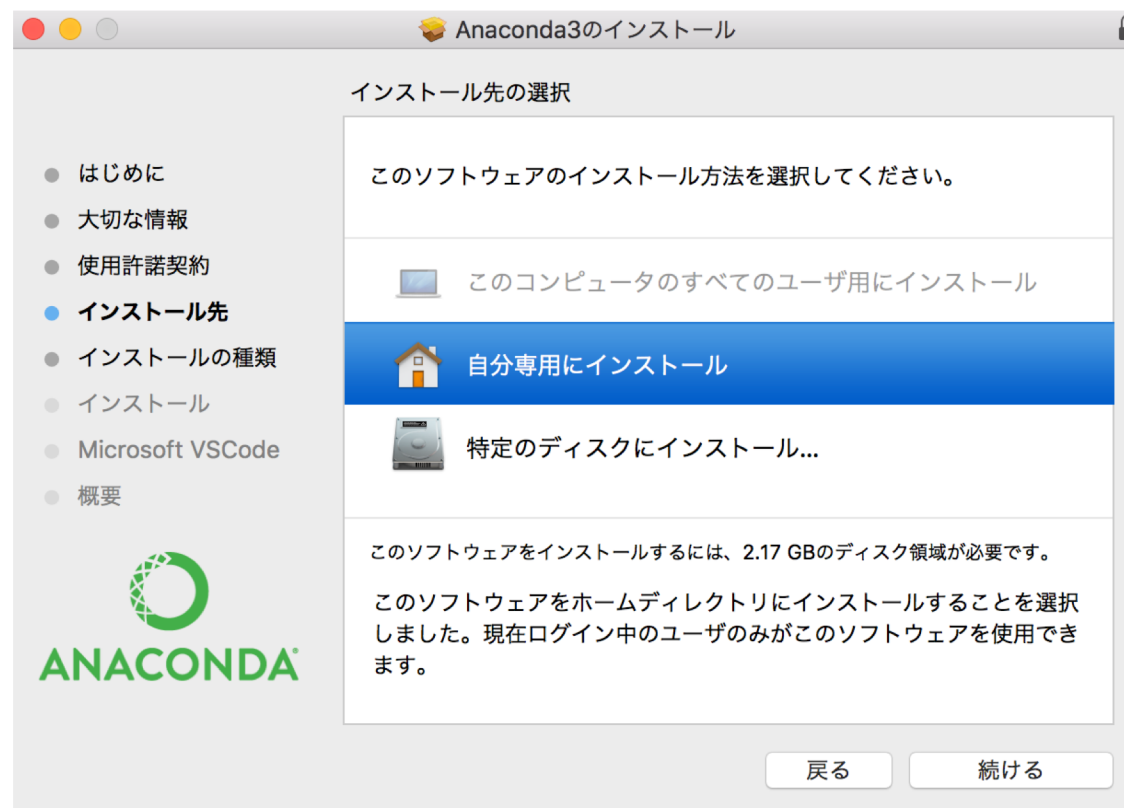 Anaconda3のインストール
インストール先の選択
はじめに
大切な情報
使用許諾契約
インストール先
インストールの種類
インストール
Microsoft VSCode
概要
ANACONDA
このソフトウェアのインストール方法を選択してください。
このコンピュータのすべてのユーザ用にインストール
自分専用にインストール
特定のディスクにインストール...
このソフトウェアをインストールするには、2.17 GBのディスク領域が必要です。
このソフトウェアをホームディレクトリにインストールすることを選択
しました。現在ログイン中のユーザのみがこのソフトウェアを使用でき
ます。
戻る
続ける